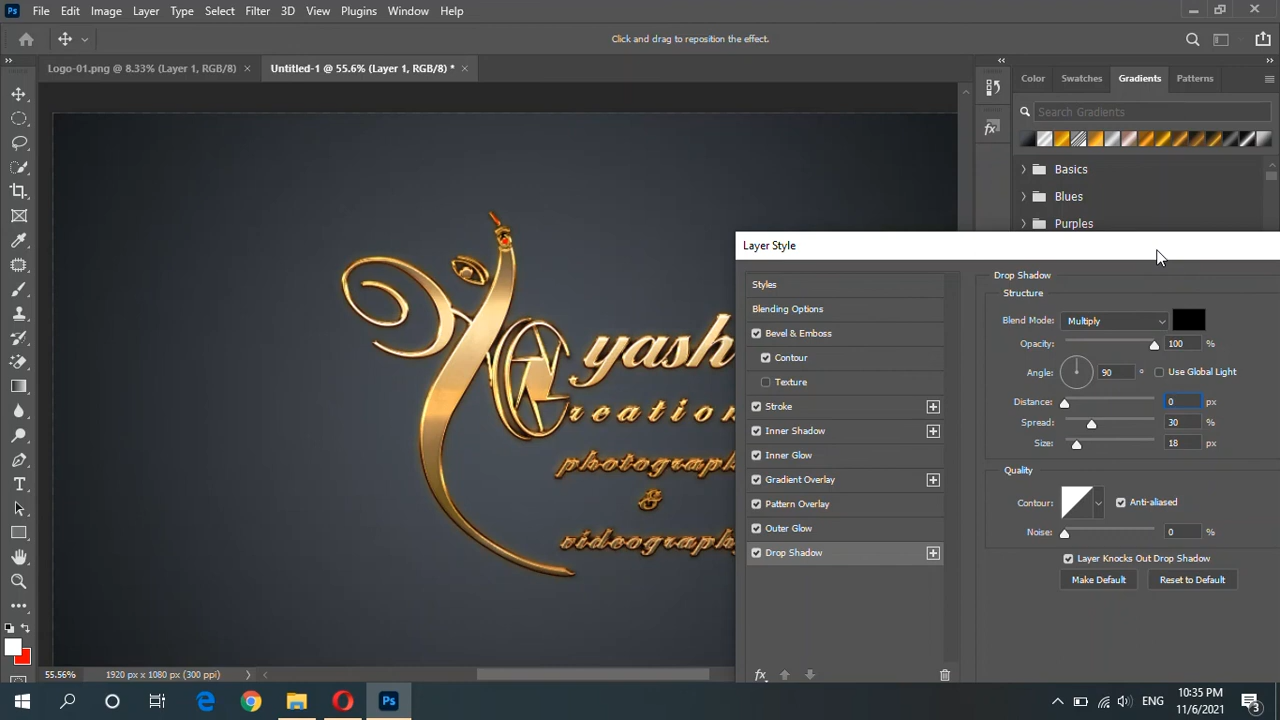 Ps File Edit Image Layer Type Select Filter 3D View Plugins Window Help
Click and drag to reposition the effect.
Logo-01.png @ 8.33% (Layer 1, RGB/8) × Untitled-1 @ 55.6% (Layer 1, RGB/8) * ×
Color Swatches Gradients Patterns
Search Gradients
Basics
Blues
Purples
yash
reation
photograph
&
videography
Layer Style
Styles
Blending Options
Bevel & Emboss
Contour
Texture
Stroke
Inner Shadow
Inner Glow
Gradient Overlay
Pattern Overlay
Outer Glow
Drop Shadow
fx
Drop Shadow
Structure
Blend Mode: Multiply
Opacity: 100 %
Angle: 90 ° Use Global Light
Distance: 0 px
Spread: 30 %
Size: 18 px
Quality
Contour: Anti-aliased
Noise: 0 %
Layer Knocks Out Drop Shadow
Make Default Reset to Default
55.56% 1920 px x 1080 px (300 ppi)
Ps ENG 10:35 PM
11/6/2021 3